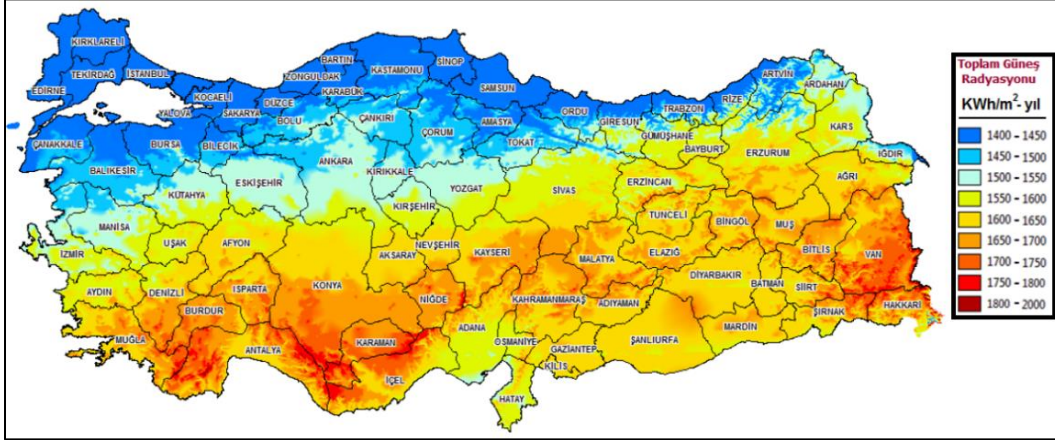 KIRKLARELİ
TEKİRDAĞ
İSTANBUL
EDİRNE
KOCAELİ
YALOVA
SAKARYA
DÜZCE
ZONGULDAK
BARTIN
KARABÜK
KASTAMONU
SİNOP
SAMSUN
BOLU
ÇANKIRI
ÇORUM
AMASYA
TOKAT
ORDU
GİRESUN
TRABZON
RİZE
ARTVİN
ARDAHAN
GÜMÜŞHANE
BAYBURT
KARS
ERZURUM
IĞDIR
AĞRI
ÇANAKKALE
BALIKESİR
BURSA
BİLECİK
ESKİŞEHİR
KÜTAHYA
ANKARA
KIRIKKALE
YOZGAT
KIRŞEHİR
SİVAS
ERZİNCAN
TUNCELİ
BİNGÖL
MUŞ
BİTLİS
VAN
MANİSA
İZMİR
UŞAK
AFYON
AKSARAY
NEVŞEHİR
KAYSERİ
MALATYA
ELAZIĞ
DİYARBAKIR
BATMAN
SİİRT
ŞIRNAK
HAKKARİ
AYDIN
DENİZLİ
ISPARTA
BURDUR
KONYA
NİĞDE
KAHRAMANMARAŞ
ADIYAMAN
MARDİN
ŞANLIURFA
MUĞLA
ANTALYA
KARAMAN
İÇEL
ADANA
OSMANİYE
GAZİANTEP
KİLİS
HATAY
Toplam Güneş
Radyasyonu
KWh/m²- yıl
1400 - 1450
1450 - 1500
1500 - 1550
1550 - 1600
1600 - 1650
1650 - 1700
1700 - 1750
1750 - 1800
1800 - 2000